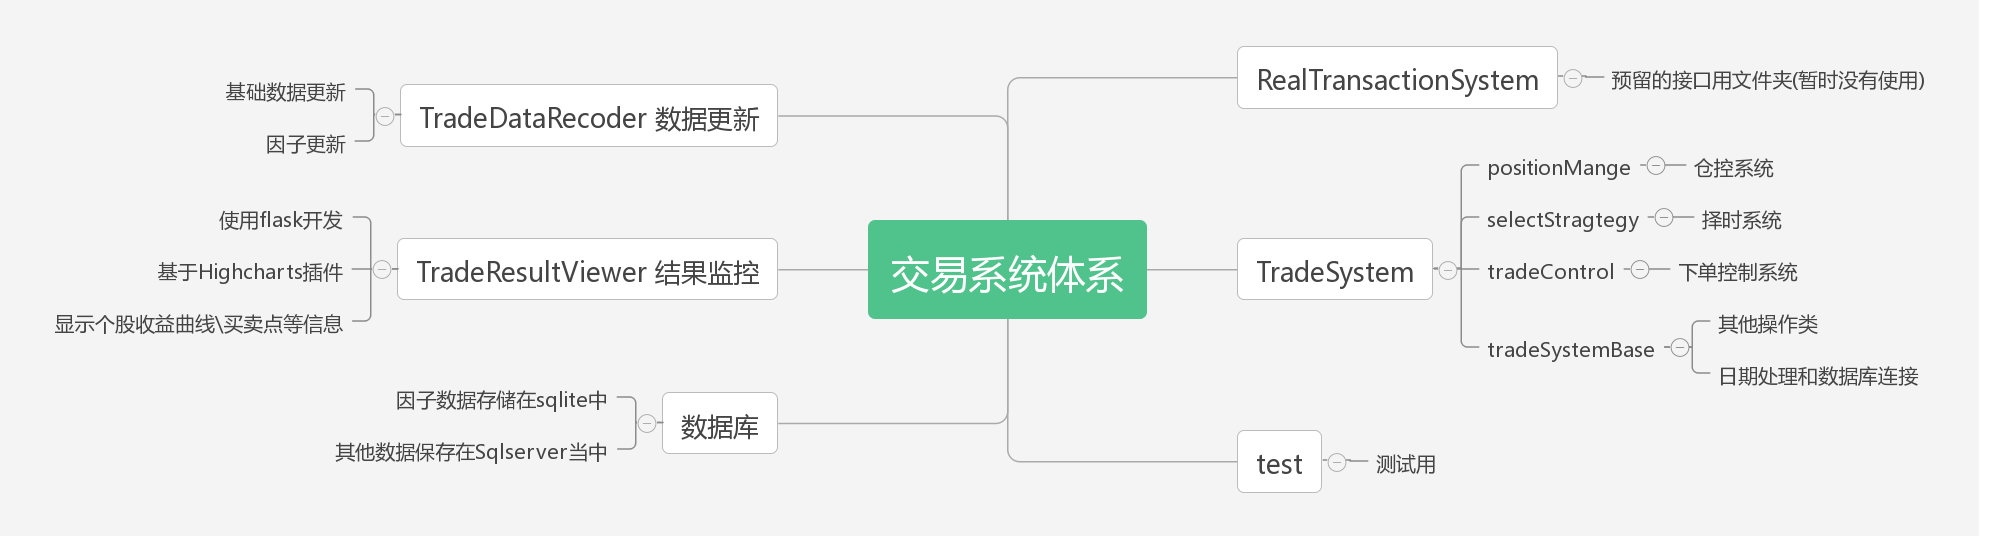 交易系统体系
RealTransactionSystem
预留的接口用文件夹(暂时没有使用)
TradeSystem
positionMange
仓控系统
selectStragtegy
择时系统
tradeControl
下单控制系统
tradeSystemBase
其他操作类
日期处理和数据库连接
test
测试用
TradeDataRecoder 数据更新
基础数据更新
因子更新
TradeResultViewer 结果监控
使用flask开发
基于Highcharts插件
显示个股收益曲线\买卖点等信息
数据库
因子数据存储在sqlite中
其他数据保存在Sqlserver当中